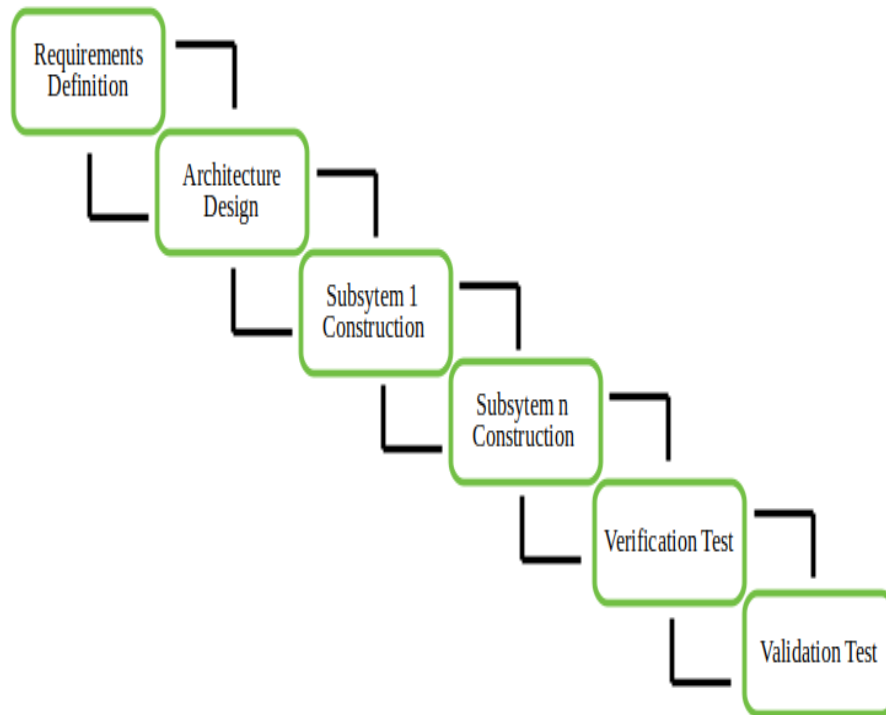 Requirements
Definition
Architecture
Design
Subsytem 1
Construction
Subsytem n
Construction
Verification Test
Validation Test